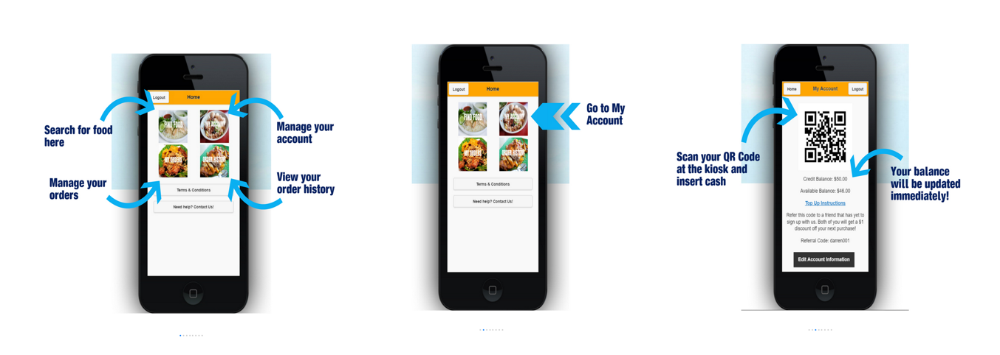 Logout
Home
FIND FOOD
MY ACCOUNT
MY ORDERS
ORDER HISTORY
Terms & Conditions
Need help? Contact Us!
Search for food
here
Manage your
orders
Manage your
account
View your
order history
Logout
Home
FIND FOOD
MY ACCOUNT
MY ORDERS
ORDER HISTORY
Terms & Conditions
Need help? Contact Us!
Go to My
Account
Home
My Account
Logout
Credit Balance: $50.00
Available Balance: $46.00
Top Up Instructions
Refer this code to a friend that has yet to
sign up with us. Both of you will get a $1
discount off your next purchase!
Referral Code: darren001
Edit Account Information
Scan your QR Code
at the kiosk and
insert cash
Your balance
will be updated
immediately!